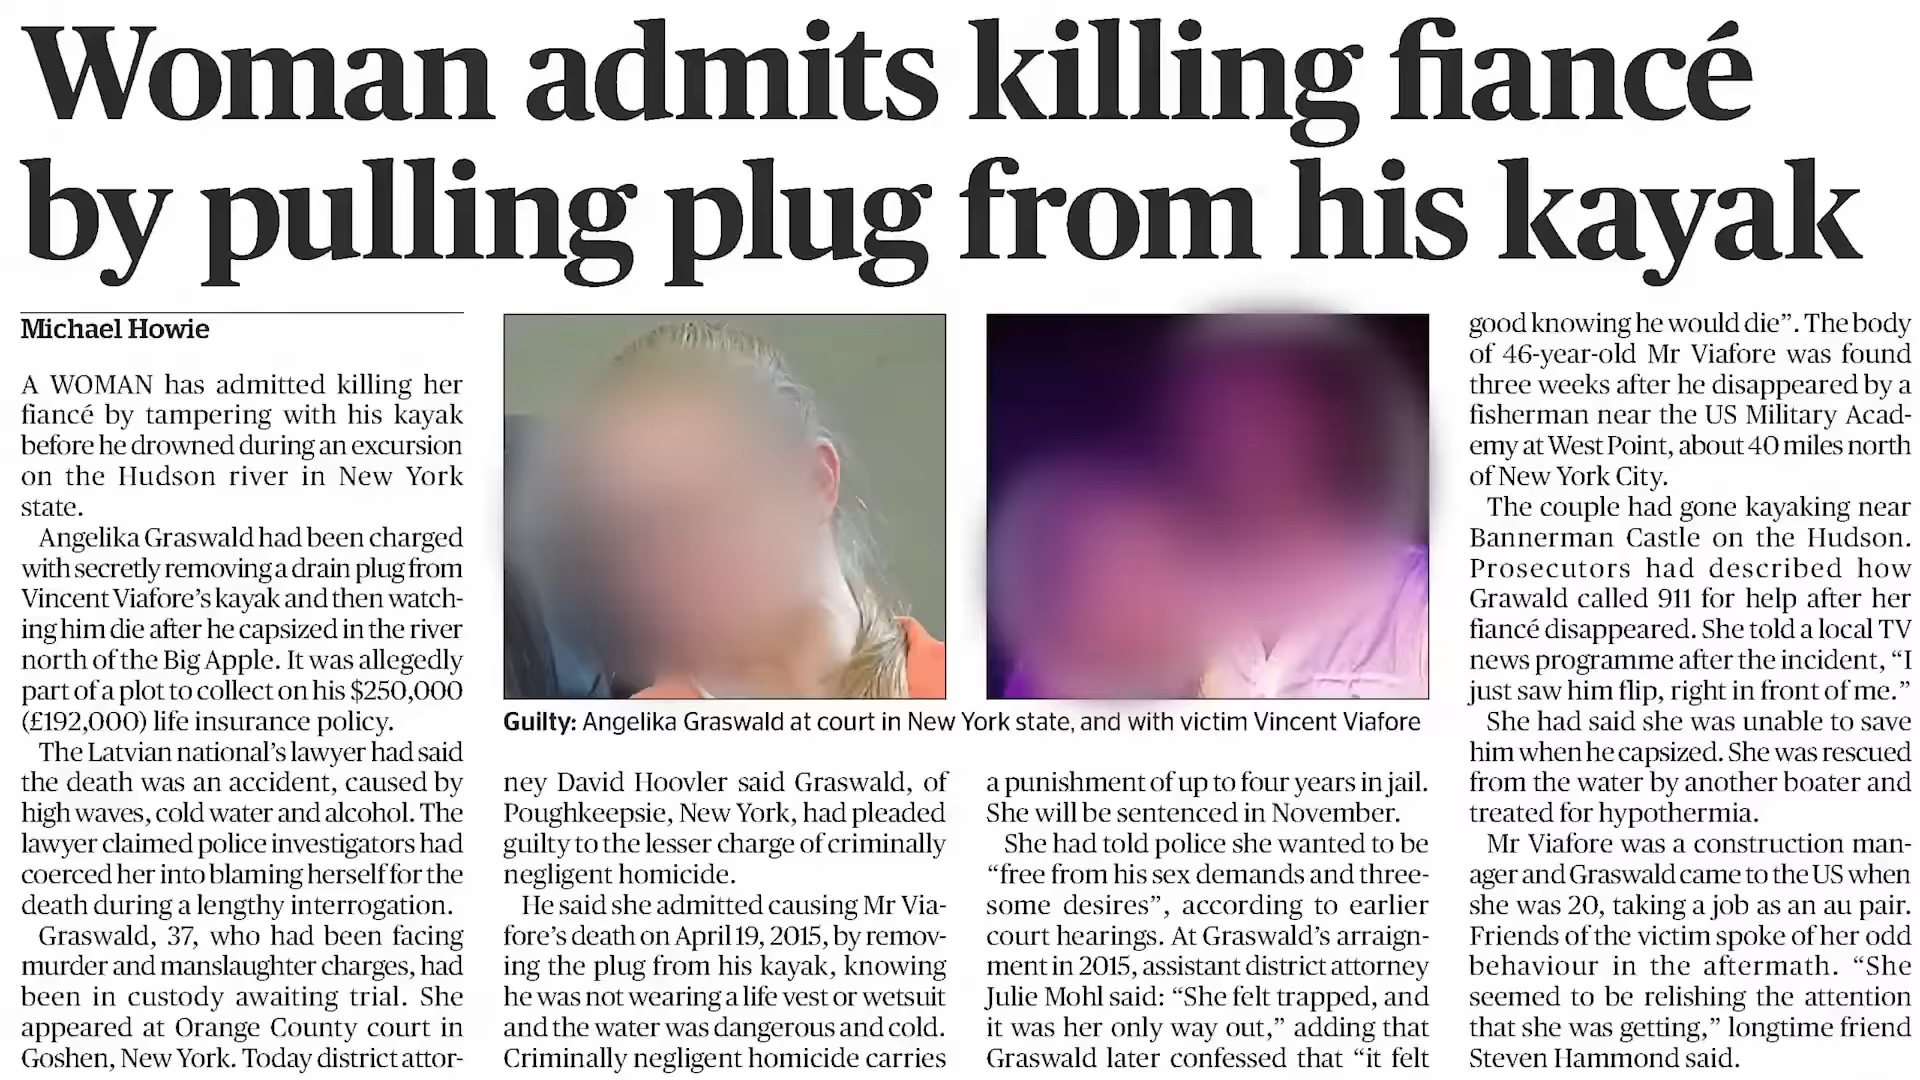 Woman admits killing fiancé
by pulling plug from his kayak
Michael Howie
A WOMAN has admitted killing her
fiancé by tampering with his kayak
before he drowned during an excursion
on the Hudson river in New York
state.
Angelika Graswald had been charged
with secretly removing a drain plug from
Vincent Viafore's kayak and then watch-
ing him die after he capsized in the river
north of the Big Apple. It was allegedly
part of a plot to collect on his $250,000
(£192,000) life insurance policy.
The Latvian national's lawyer had said
the death was an accident, caused by
high waves, cold water and alcohol. The
lawyer claimed police investigators had
coerced her into blaming herself for the
death during a lengthy interrogation.
Graswald, 37, who had been facing
murder and manslaughter charges, had
been in custody awaiting trial. She
appeared at Orange County court in
Goshen, New York. Today district attor-
Guilty: Angelika Graswald at court in New York state, and with victim Vincent Viafore
ney David Hoovler said Graswald, of
Poughkeepsie, New York, had pleaded
guilty to the lesser charge of criminally
negligent homicide.
He said she admitted causing Mr Via-
fore's death on April 19, 2015, by remov-
ing the plug from his kayak, knowing
he was not wearing a life vest or wetsuit
and the water was dangerous and cold.
Criminally negligent homicide carries
a punishment of up to four years in jail.
She will be sentenced in November.
She had told police she wanted to be
“free from his sex demands and three-
some desires”, according to earlier
court hearings. At Graswald's arraign-
ment in 2015, assistant district attorney
Julie Mohl said: “She felt trapped, and
it was her only way out,” adding that
Graswald later confessed that “it felt
good knowing he would die”. The body
of 46-year-old Mr Viafore was found
three weeks after he disappeared by a
fisherman near the US Military Acad-
emy at West Point, about 40 miles north
of New York City.
The couple had gone kayaking near
Bannerman Castle on the Hudson.
Prosecutors had described how
Grawald called 911 for help after her
fiancé disappeared. She told a local TV
news programme after the incident, “I
just saw him flip, right in front of me.”
She had said she was unable to save
him when he capsized. She was rescued
from the water by another boater and
treated for hypothermia.
Mr Viafore was a construction man-
ager and Graswald came to the US when
she was 20, taking a job as an au pair.
Friends of the victim spoke of her odd
behaviour in the aftermath. “She
seemed to be relishing the attention
that she was getting,” longtime friend
Steven Hammond said.